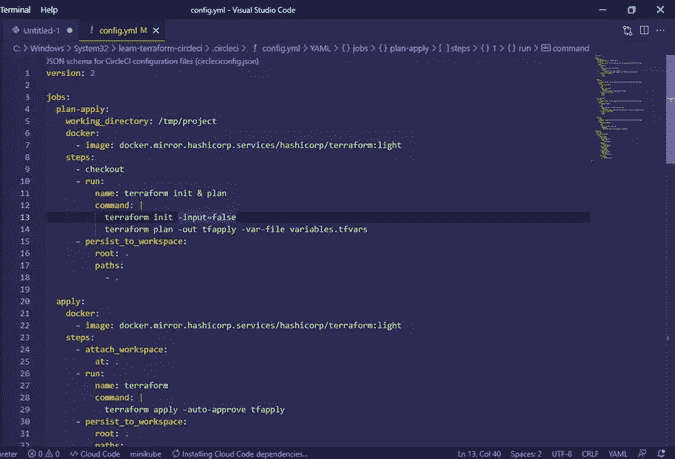 Terminal Help config.yml - Visual Studio Code
Untitled-1 ! config.yml M
C: > Windows > System32 > learn-terraform-circleci > .circleci > ! config.yml > YAML > {} jobs > {} plan-apply > [ ] steps > {} 1 > {} run > command
JSON schema for CircleCI configuration files (circleciconfig.json)
1 version: 2
2
3 jobs:
4 plan-apply:
5 working_directory: /tmp/project
6 docker:
7 - image: docker.mirror.hashicorp.services/hashicorp/terraform:light
8 steps:
9 - checkout
10 - run:
11 name: terraform init & plan
12 command: |
13 terraform init -input=false
14 terraform plan -out tfapply -var-file variables.tfvars
15 - persist_to_workspace:
16 root: .
17 paths:
18 - .
19
20 apply:
21 docker:
22 - image: docker.mirror.hashicorp.services/hashicorp/terraform:light
23 steps:
24 - attach_workspace:
25 at: .
26 - run:
27 name: terraform
28 command: |
29 terraform apply -auto-approve tfapply
30 - persist_to_workspace:
31 root: .
32 paths:
reter 0 0 Cloud Code minikube Installing Cloud Code dependencies... Ln 13, Col 40 Spaces: 2 UTF-8 CRLF YAML